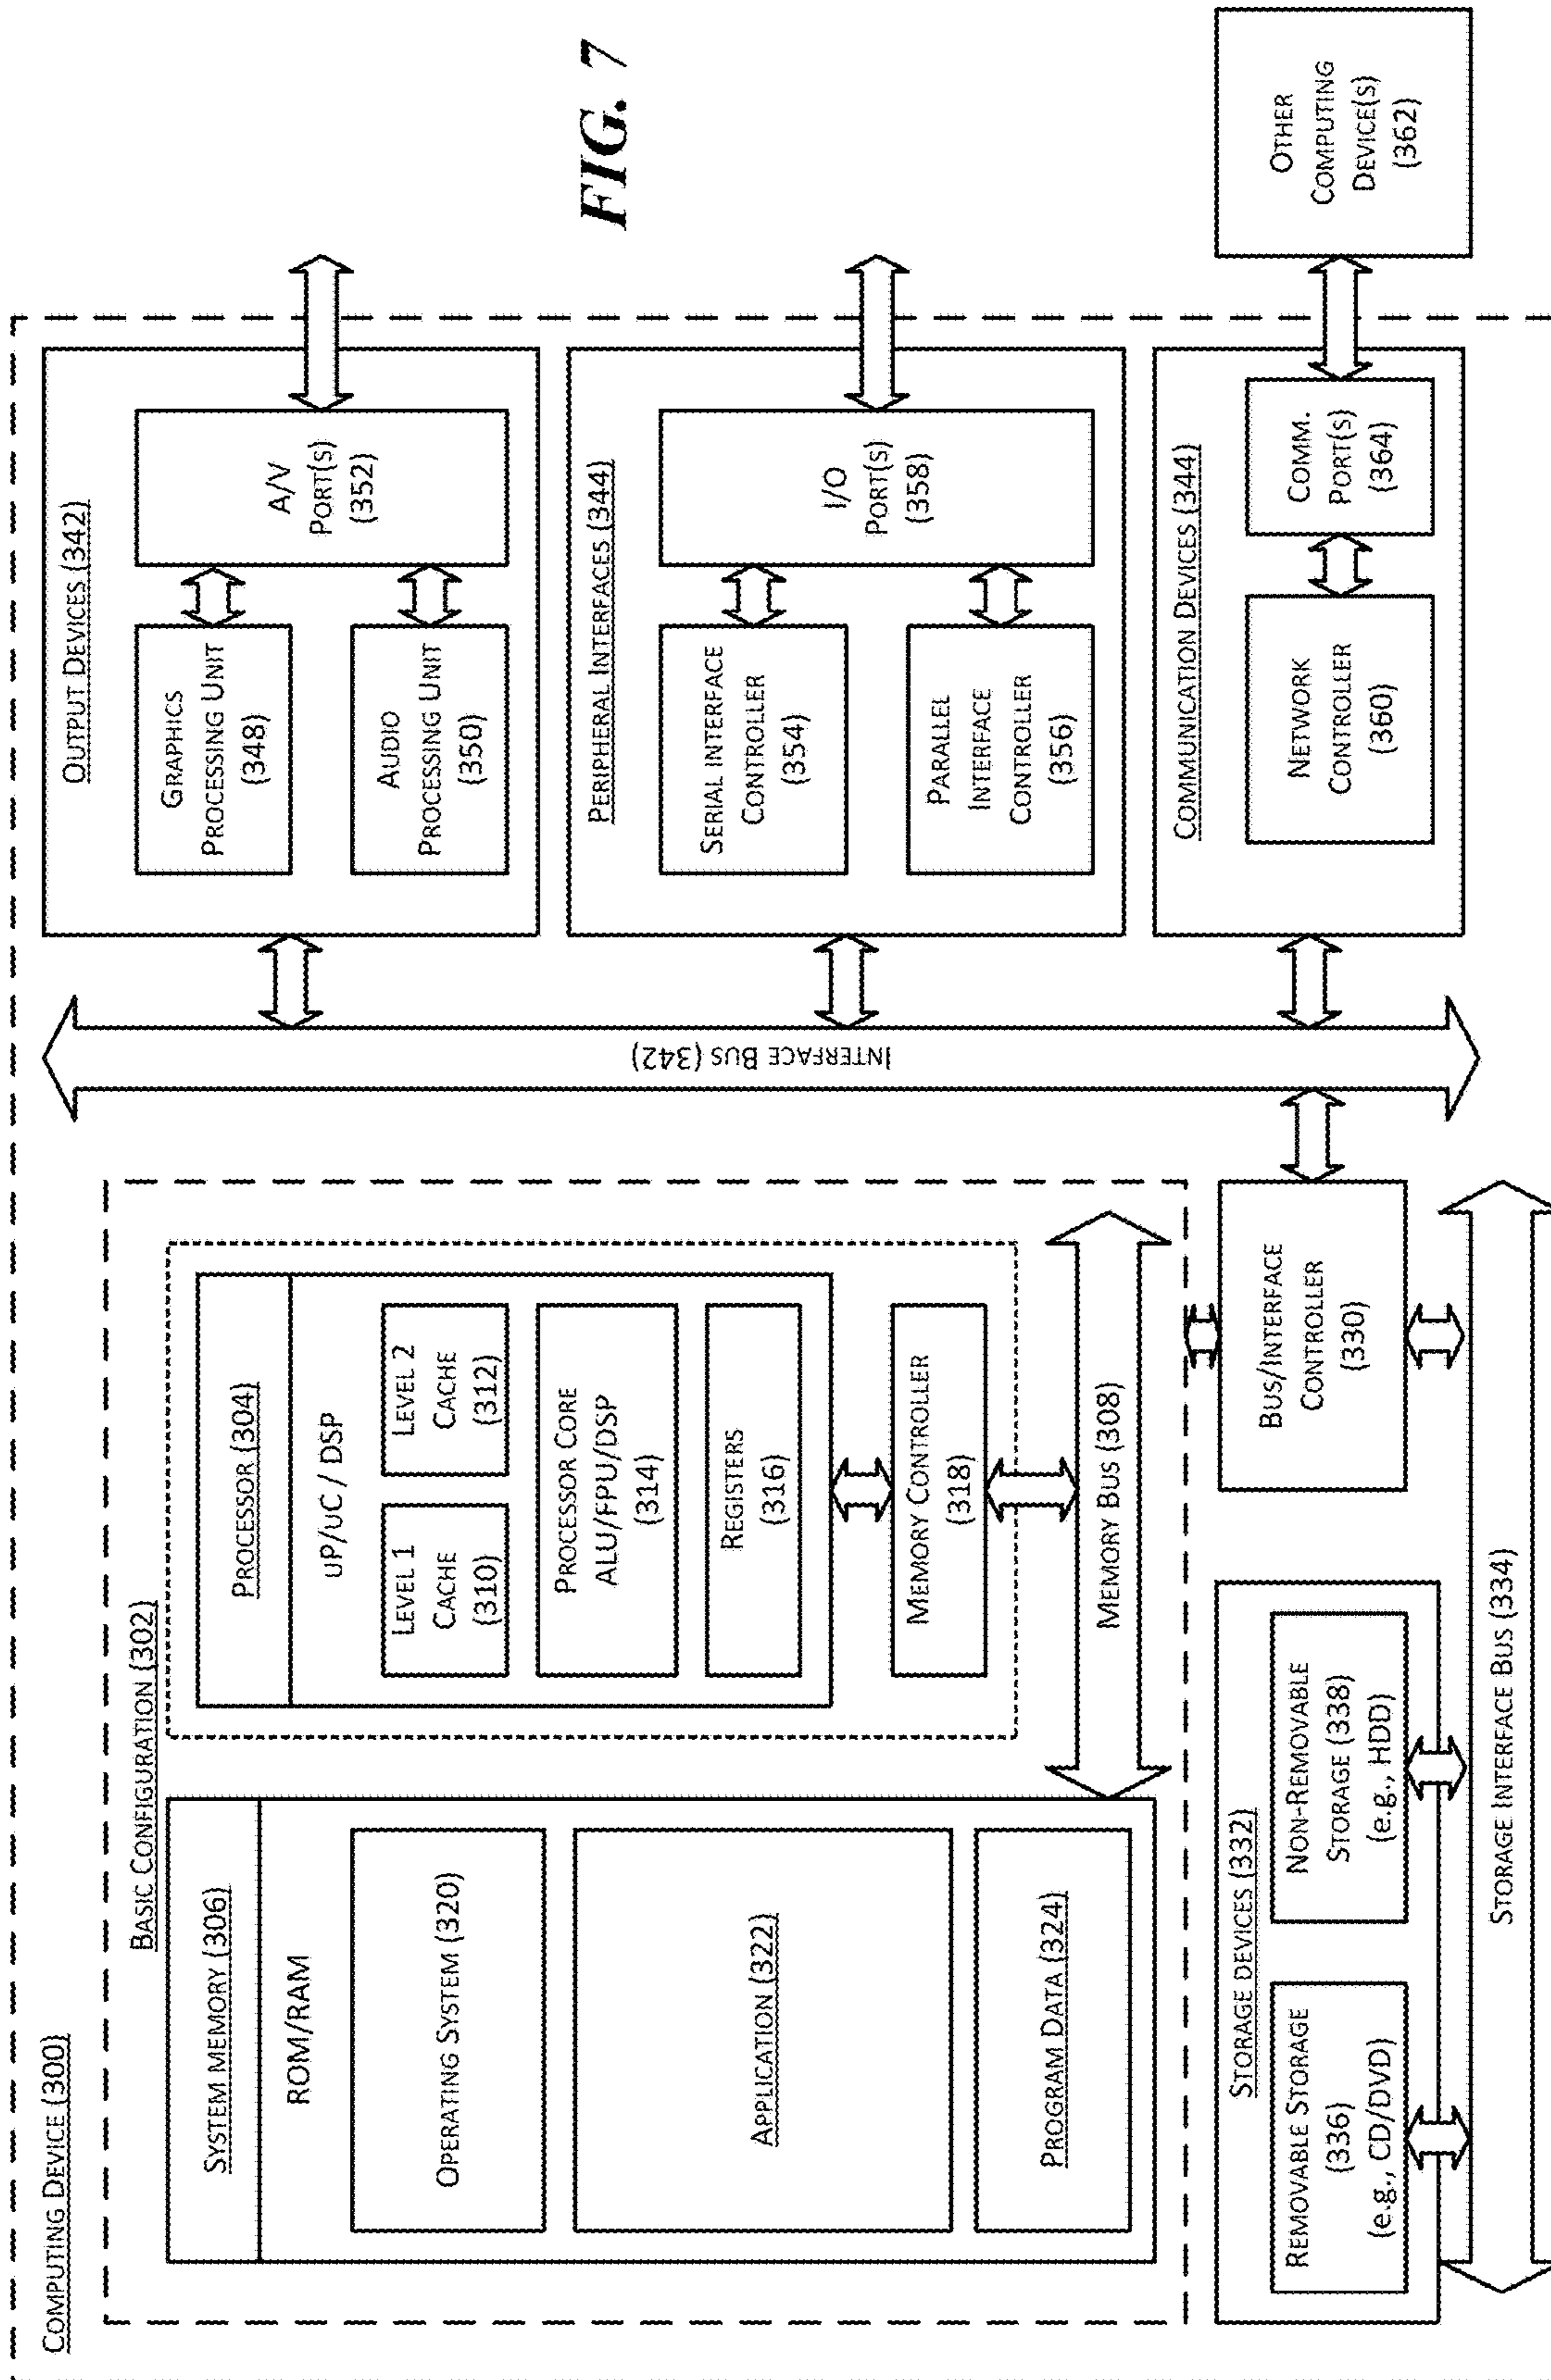 COMPUTING DEVICE (300)
BASIC CONFIGURATION (302)
SYSTEM MEMORY (306)
ROM/RAM
OPERATING SYSTEM (320)
APPLICATION (322)
PROGRAM DATA (324)
PROCESSOR (304)
UP/UC / DSP
LEVEL 1
CACHE
(310)
LEVEL 2
CACHE
(312)
PROCESSOR CORE
ALU/FPU/DSP
(314)
REGISTERS
(316)
MEMORY CONTROLLER
(318)
MEMORY BUS (308)
BUS/INTERFACE
CONTROLLER
(330)
STORAGE DEVICES (332)
REMOVABLE STORAGE
(336)
(e.g., CD/DVD)
NON-REMOVABLE
STORAGE (338)
(e.g., HDD)
STORAGE INTERFACE BUS (334)
INTERFACE BUS (342)
OUTPUT DEVICES (342)
GRAPHICS
PROCESSING UNIT
(348)
AUDIO
PROCESSING UNIT
(350)
A/V
PORT(S)
(352)
PERIPHERAL INTERFACES (344)
SERIAL INTERFACE
CONTROLLER
(354)
PARALLEL
INTERFACE
CONTROLLER
(356)
I/O
PORT(S)
(358)
COMMUNICATION DEVICES (344)
NETWORK
CONTROLLER
(360)
COMM.
PORT(S)
(364)
OTHER
COMPUTING
DEVICE(S)
(362)
FIG. 7